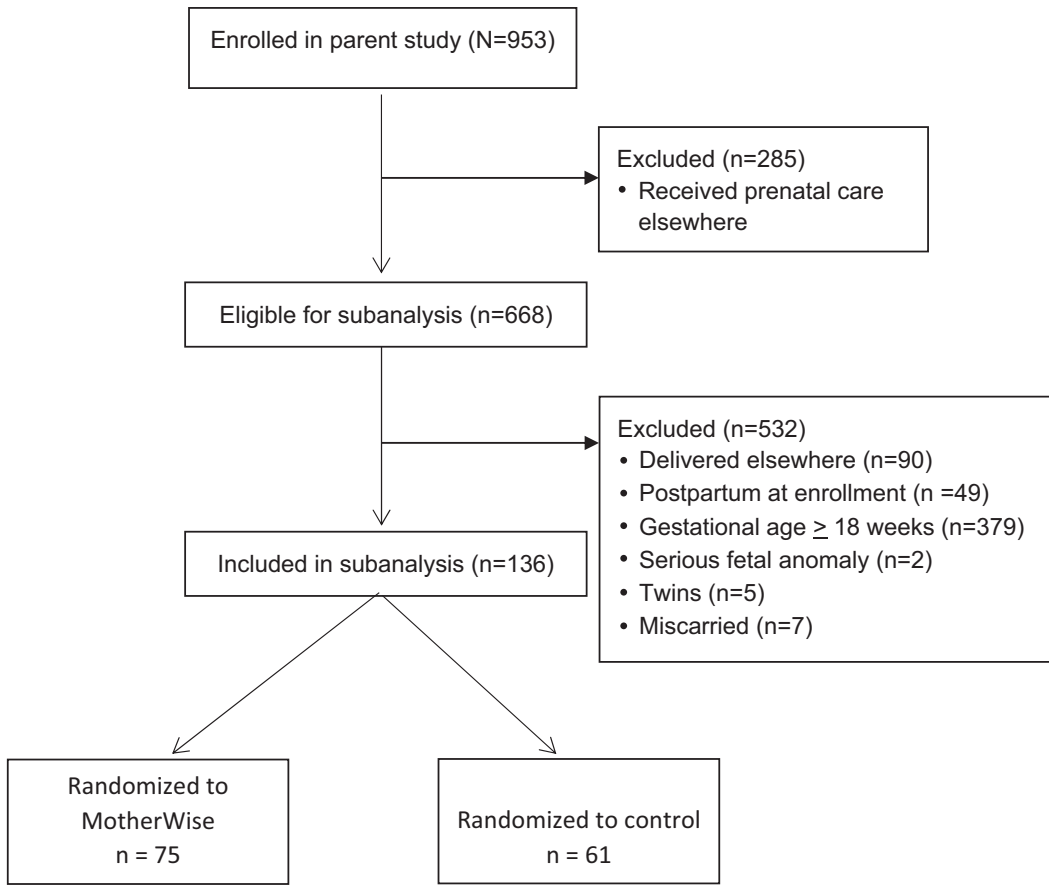 Enrolled in parent study (N=953)
Excluded (n=285)
• Received prenatal care
elsewhere
Eligible for subanalysis (n=668)
Excluded (n=532)
• Delivered elsewhere (n=90)
• Postpartum at enrollment (n =49)
• Gestational age ≥ 18 weeks (n=379)
• Serious fetal anomaly (n=2)
• Twins (n=5)
• Miscarried (n=7)
Included in subanalysis (n=136)
Randomized to
MotherWise
n = 75
Randomized to control
n = 61